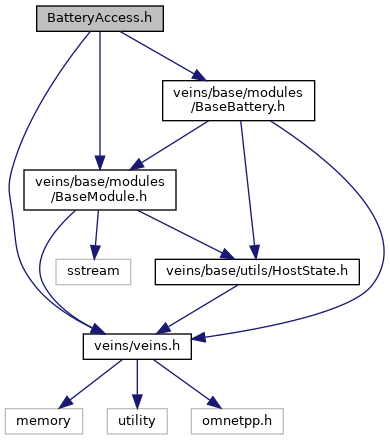 BatteryAccess.h
veins/base/modules
/BaseBattery.h
veins/base/modules
/BaseModule.h
sstream
veins/base/utils/HostState.h
veins/veins.h
memory
utility
omnetpp.h